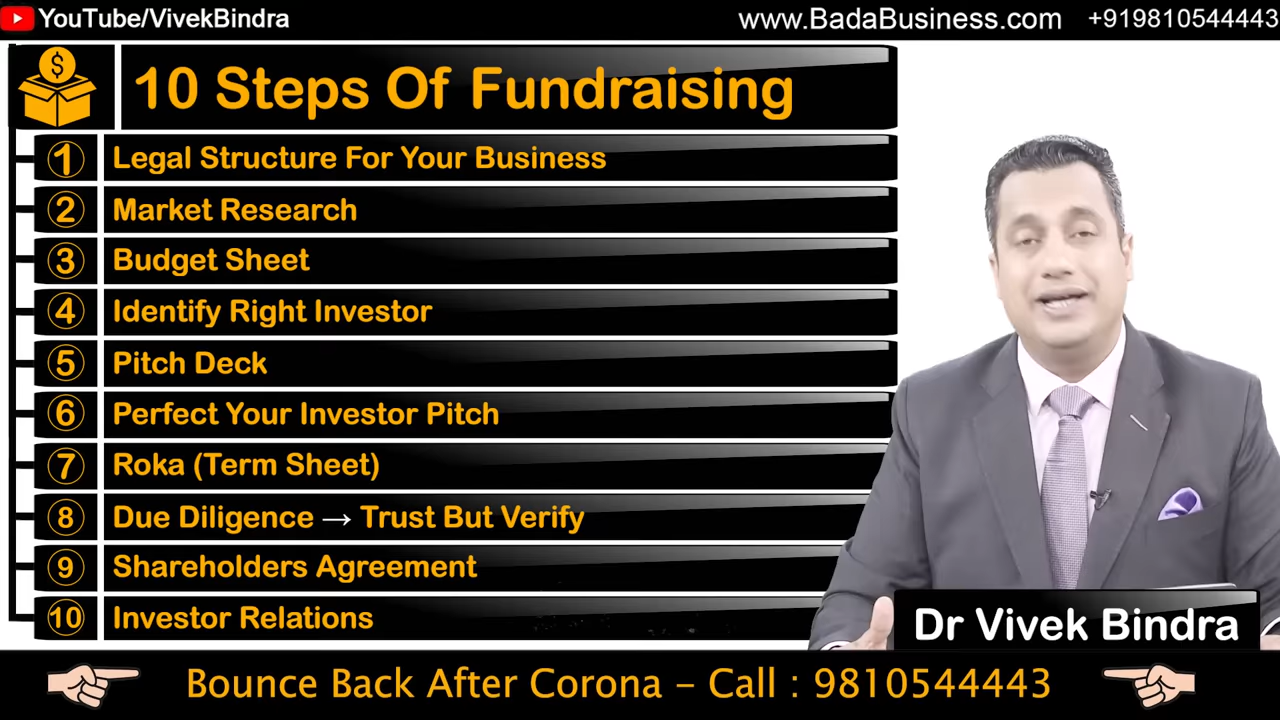 YouTube/VivekBindra
www.BadaBusiness.com +919810544443
$
10 Steps Of Fundraising
1 Legal Structure For Your Business
2 Market Research
3 Budget Sheet
4 Identify Right Investor
5 Pitch Deck
6 Perfect Your Investor Pitch
7 Roka (Term Sheet)
8 Due Diligence → Trust But Verify
9 Shareholders Agreement
10 Investor Relations
Dr Vivek Bindra
Bounce Back After Corona – Call : 9810544443